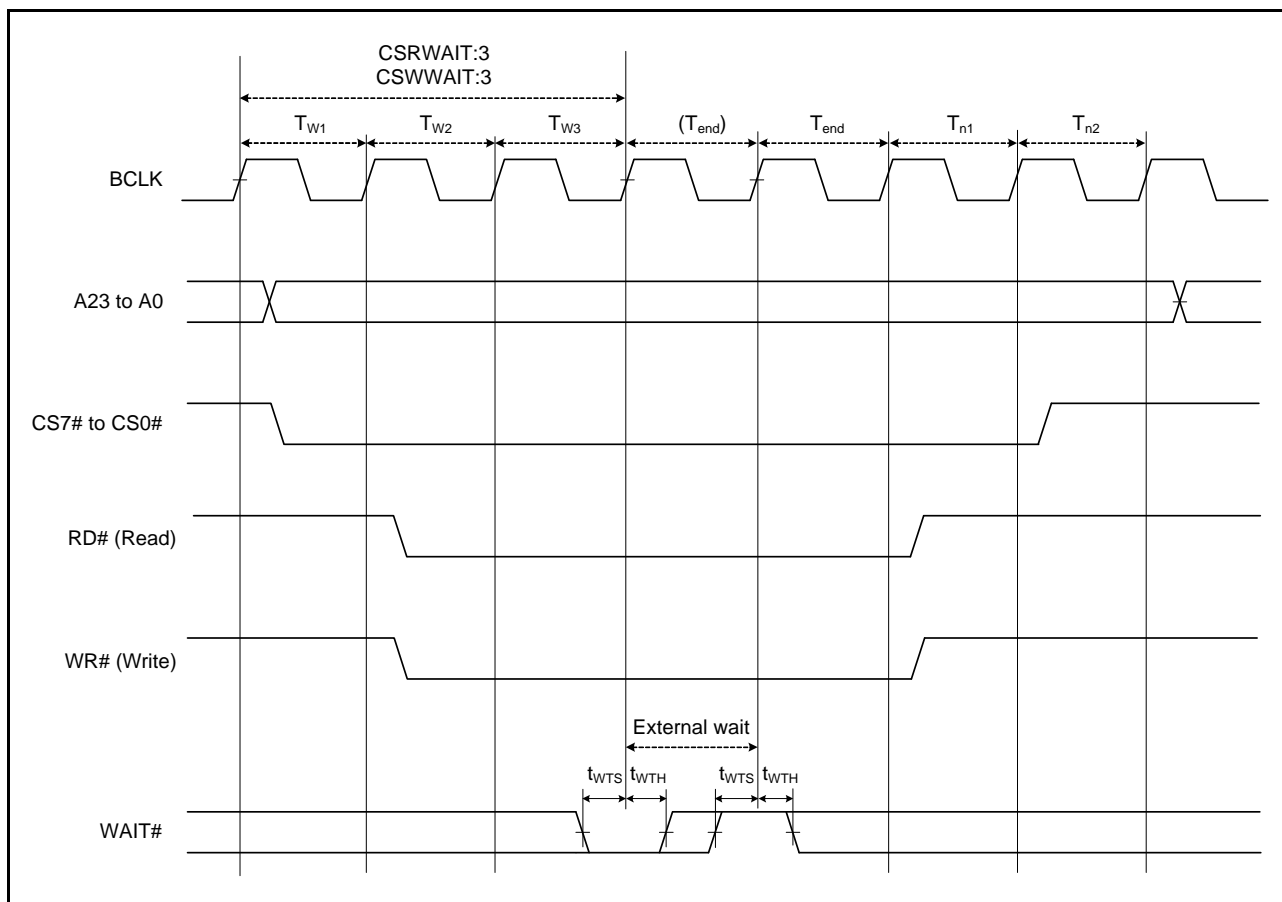 CSRWAIT:3
CSWWAIT:3
TW1 TW2 TW3 (Tend) Tend Tn1 Tn2
BCLK
A23 to A0
CS7# to CS0#
RD# (Read)
WR# (Write)
External wait
tWTS tWTH tWTS tWTH
WAIT#